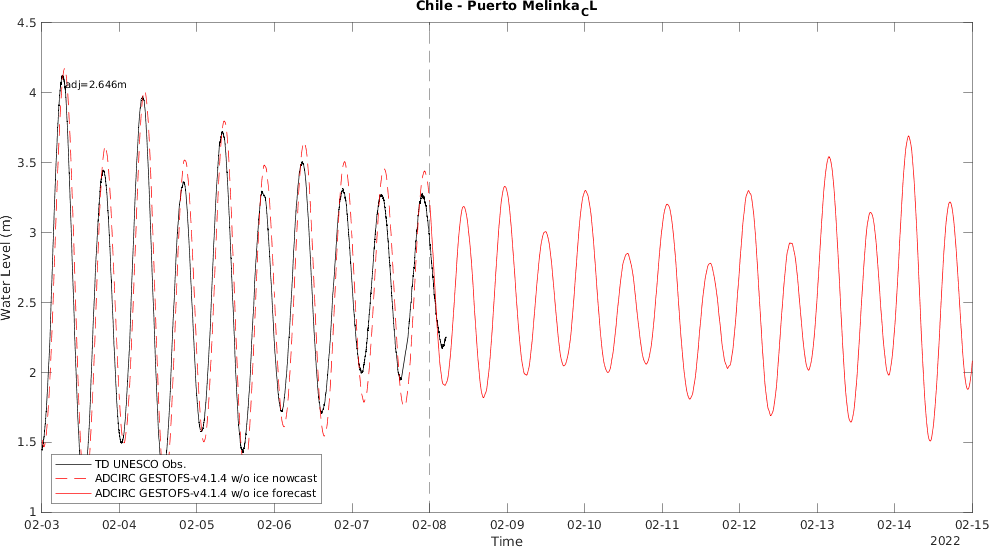 Chile - Puerto Melinka_CL
4.5
4
3.5
3
2.5
2
1.5
1
Water Level (m)
adj=2.646m
TD UNESCO Obs.
ADCIRC GESTOFS-v4.1.4 w/o ice nowcast
ADCIRC GESTOFS-v4.1.4 w/o ice forecast
02-03 02-04 02-05 02-06 02-07 02-08 02-09 02-10 02-11 02-12 02-13 02-14 02-15
Time
2022